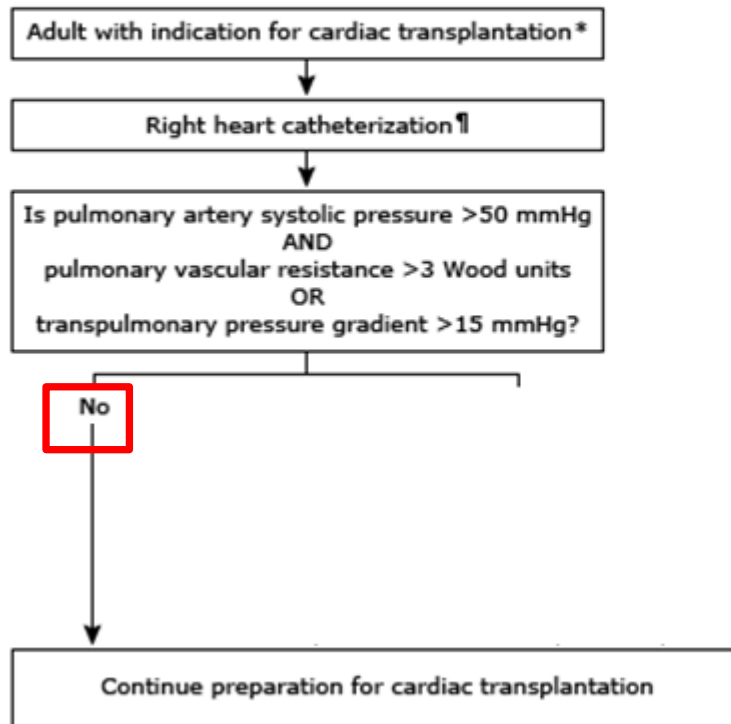 Adult with indication for cardiac transplantation*
Right heart catheterization¶
Is pulmonary artery systolic pressure >50 mmHg
AND
pulmonary vascular resistance >3 Wood units
OR
transpulmonary pressure gradient >15 mmHg?
No
Continue preparation for cardiac transplantation